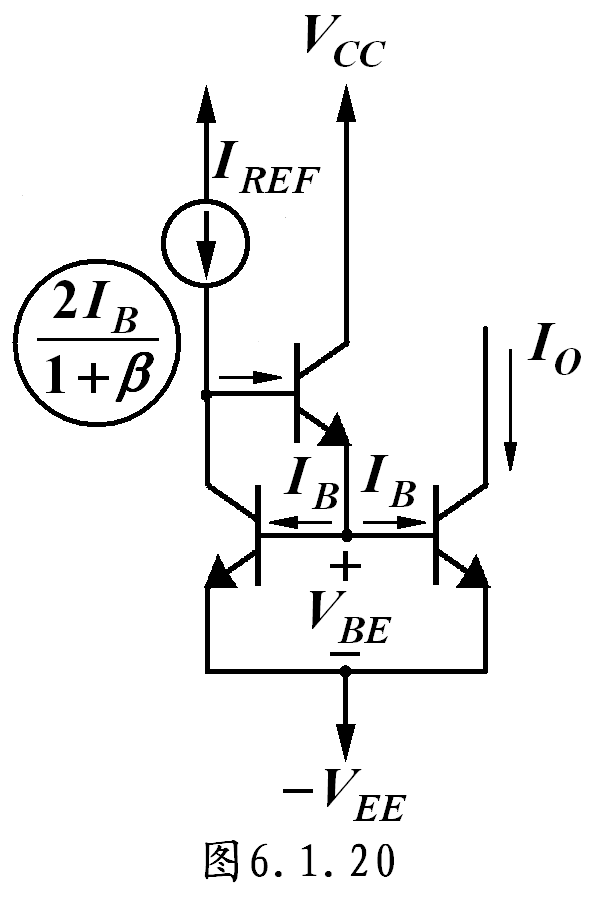 V_CC
I_REF
2I_B
1+β
I_O
I_B I_B
+
V_BE
−
−V_EE
图6.1.20